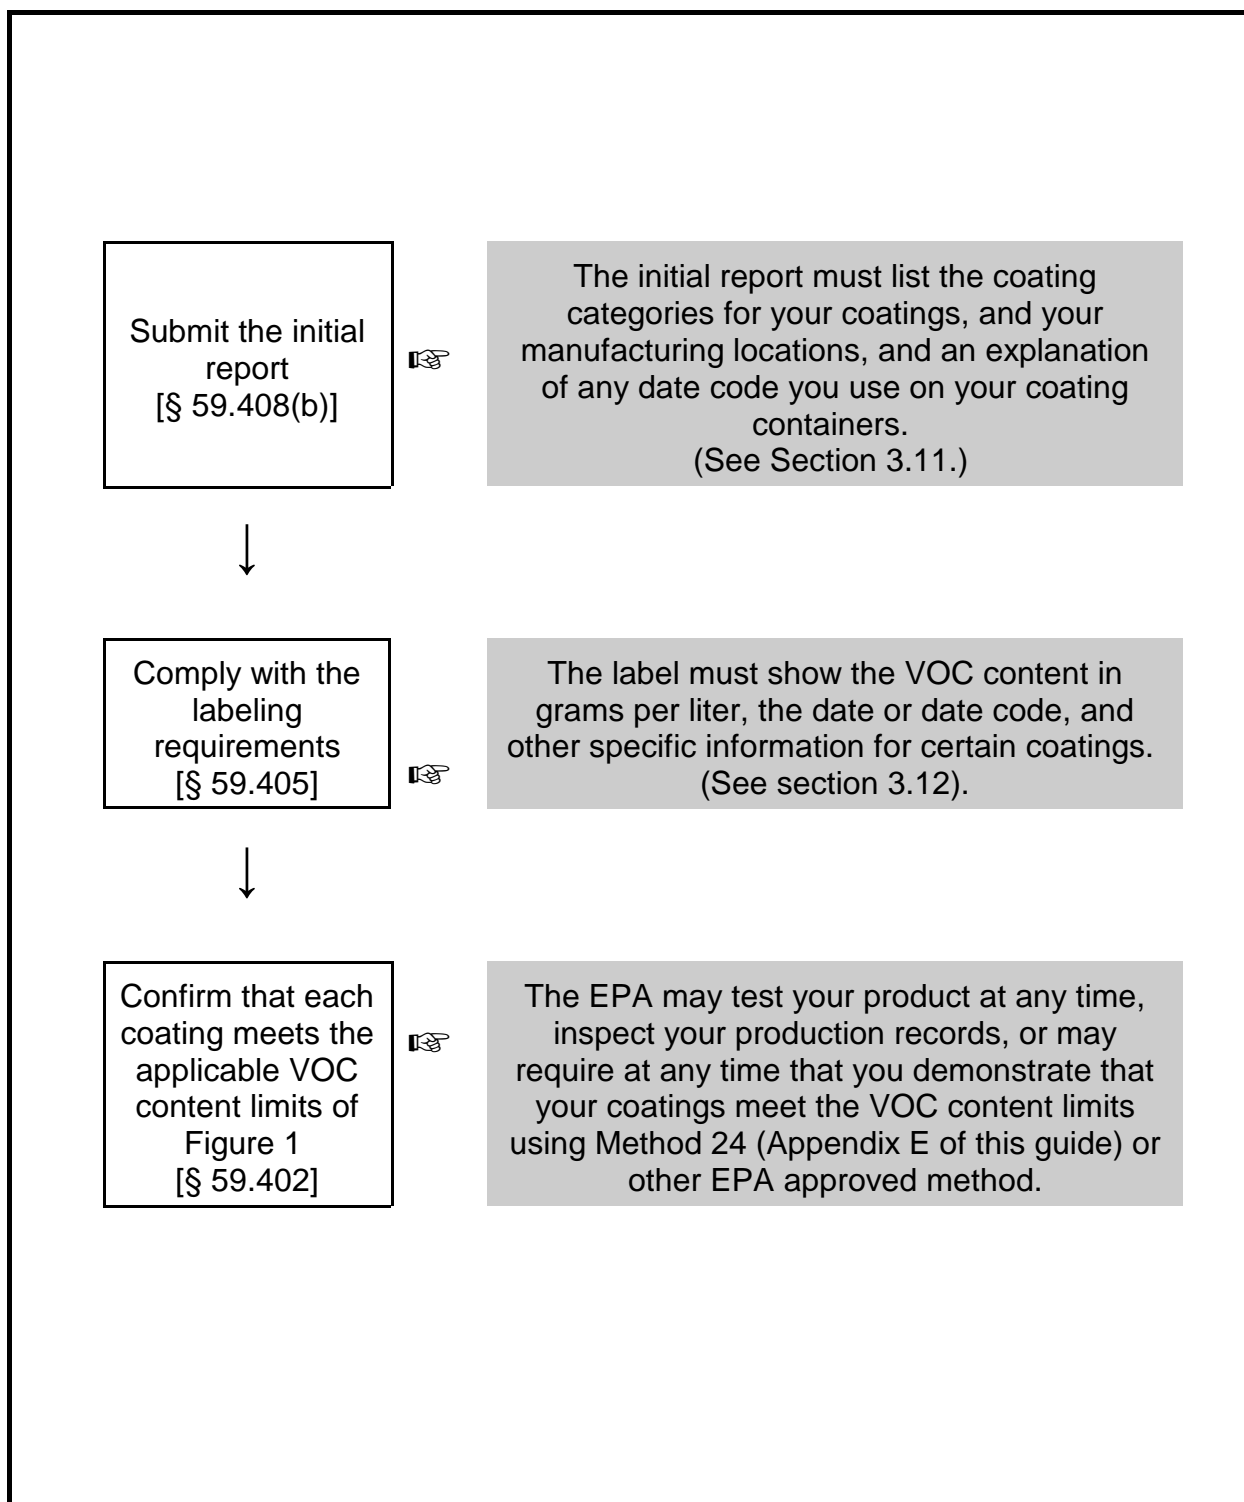 Submit the initial
report
[§ 59.408(b)]
☞
The initial report must list the coating
categories for your coatings, and your
manufacturing locations, and an explanation
of any date code you use on your coating
containers.
(See Section 3.11.)
↓
Comply with the
labeling
requirements
[§ 59.405]
☞
The label must show the VOC content in
grams per liter, the date or date code, and
other specific information for certain coatings.
(See section 3.12).
↓
Confirm that each
coating meets the
applicable VOC
content limits of
Figure 1
[§ 59.402]
☞
The EPA may test your product at any time,
inspect your production records, or may
require at any time that you demonstrate that
your coatings meet the VOC content limits
using Method 24 (Appendix E of this guide) or
other EPA approved method.